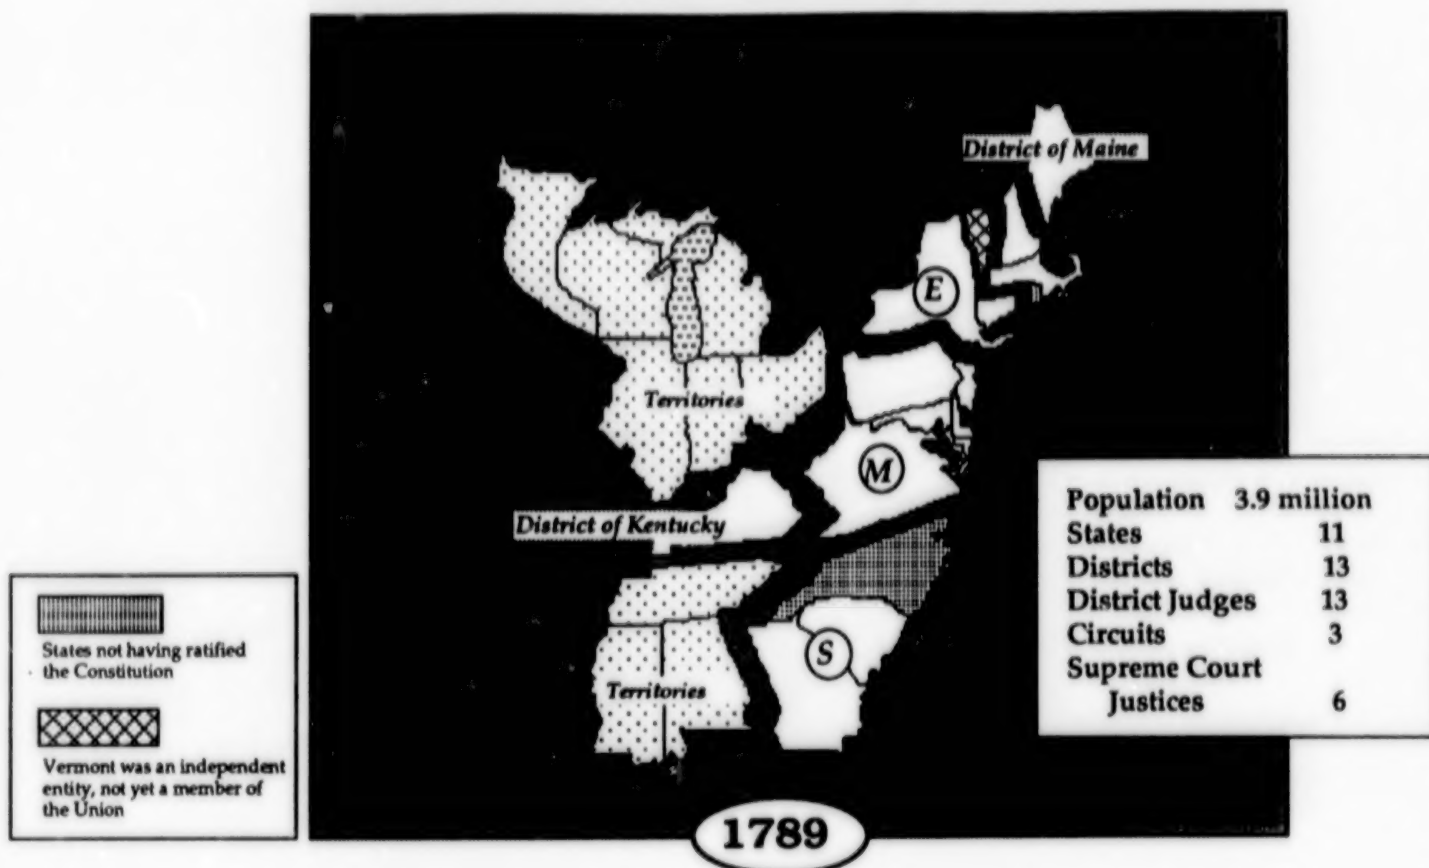 District of Maine
E
Territories
M
District of Kentucky
S
Territories
Population 3.9 million
States 11
Districts 13
District Judges 13
Circuits 3
Supreme Court
Justices 6
States not having ratified
the Constitution
Vermont was an independent
entity, not yet a member of
the Union
1789